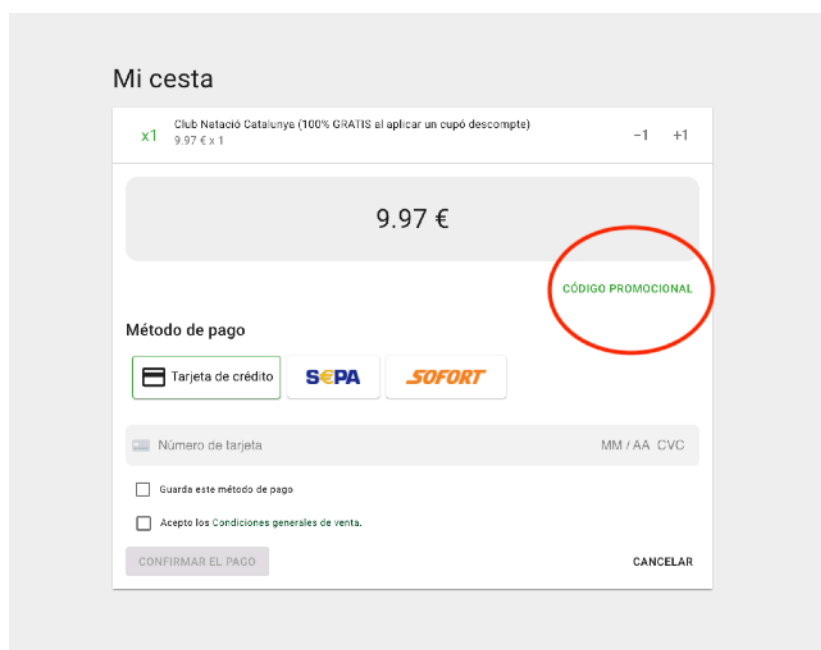 Mi cesta
x1 Club Natació Catalunya (100% GRATIS al aplicar un cupó descompte) −1 +1
9.97 € x 1
9.97 €
CÓDIGO PROMOCIONAL
Método de pago
Tarjeta de crédito S€PA SOFORT
Número de tarjeta MM / AA CVC
Guarda este método de pago
Acepto los Condiciones generales de venta.
CONFIRMAR EL PAGO CANCELAR